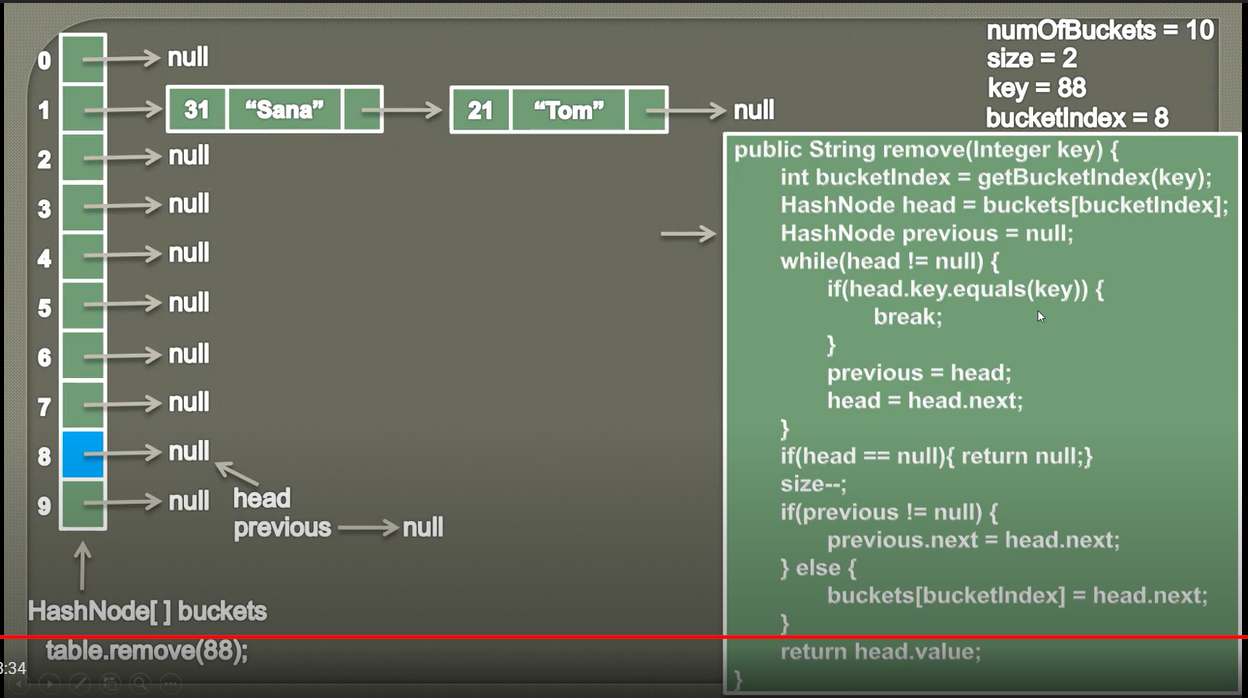 numOfBuckets = 10
size = 2
key = 88
bucketIndex = 8
0 null
1 31 “Sana” 21 “Tom” null
2 null
3 null
4 null
5 null
6 null
7 null
8 null
9 null
head
previous null
HashNode[ ] buckets
table.remove(88);
3:34
public String remove(Integer key) {
int bucketIndex = getBucketIndex(key);
HashNode head = buckets[bucketIndex];
HashNode previous = null;
while(head != null) {
if(head.key.equals(key)) {
break;
}
previous = head;
head = head.next;
}
if(head == null){ return null;}
size--;
if(previous != null) {
previous.next = head.next;
} else {
buckets[bucketIndex] = head.next;
}
return head.value;
}